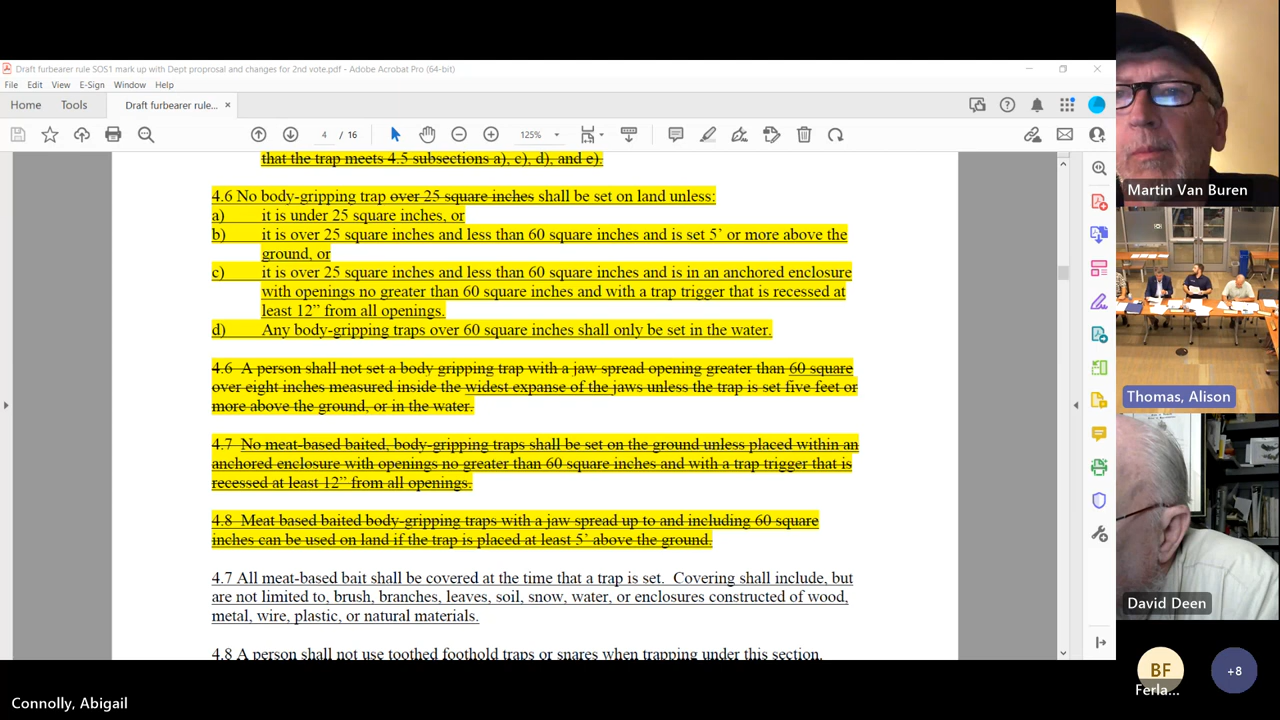 Draft furbearer rule SOS1 mark up with Dept proprosal and changes for 2nd vote.pdf - Adobe Acrobat Pro (64-bit)
File Edit View E-Sign Window Help
Home Tools Draft furbearer rule... ×
4 / 16 125%
that the trap meets 4.5 subsections a), c), d), and e).
4.6 No body-gripping trap over 25 square inches shall be set on land unless:
a) it is under 25 square inches, or
b) it is over 25 square inches and less than 60 square inches and is set 5' or more above the
ground, or
c) it is over 25 square inches and less than 60 square inches and is in an anchored enclosure
with openings no greater than 60 square inches and with a trap trigger that is recessed at
least 12” from all openings.
d) Any body-gripping traps over 60 square inches shall only be set in the water.
4.6 A person shall not set a body gripping trap with a jaw spread opening greater than 60 square
over eight inches measured inside the widest expanse of the jaws unless the trap is set five feet or
more above the ground, or in the water.
4.7 No meat-based baited, body-gripping traps shall be set on the ground unless placed within an
anchored enclosure with openings no greater than 60 square inches and with a trap trigger that is
recessed at least 12” from all openings.
4.8 Meat based baited body-gripping traps with a jaw spread up to and including 60 square
inches can be used on land if the trap is placed at least 5’ above the ground.
4.7 All meat-based bait shall be covered at the time that a trap is set. Covering shall include, but
are not limited to, brush, branches, leaves, soil, snow, water, or enclosures constructed of wood,
metal, wire, plastic, or natural materials.
4.8 A person shall not use toothed foothold traps or snares when trapping under this section.
Martin Van Buren
Thomas, Alison
David Deen
BF
Ferla...
+8
Connolly, Abigail